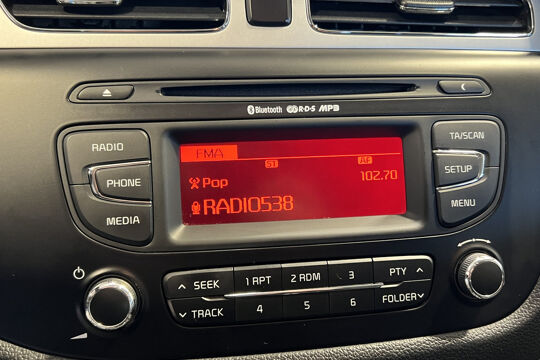 Bluetooth R·D·S MP3
RADIO
PHONE
MEDIA
FMA
ST AF
Pop 102.70
RADIO538
TA/SCAN
SETUP
MENU
SEEK 1 RPT 2 RDM 3 PTY
TRACK 4 5 6 FOLDER